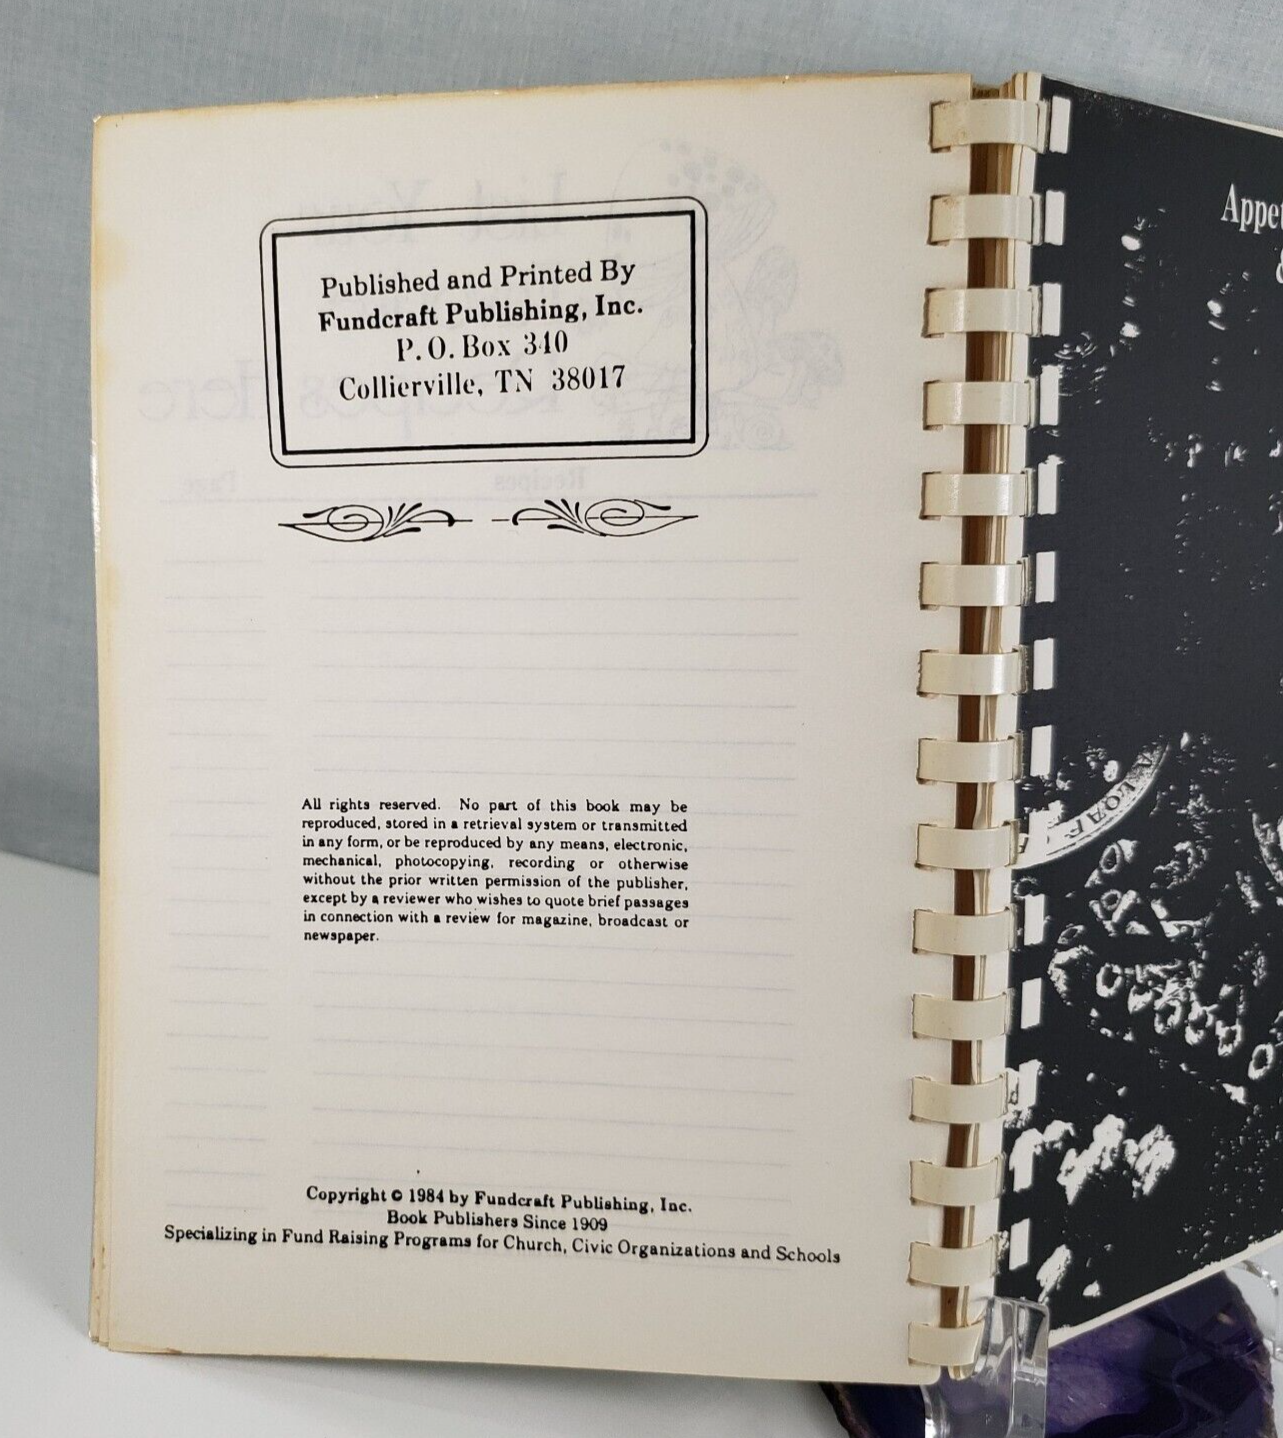 Published and Printed By
Fundcraft Publishing, Inc.
P. O. Box 340
Collierville, TN 38017
All rights reserved. No part of this book may be
reproduced, stored in a retrieval system or transmitted
in any form, or be reproduced by any means, electronic,
mechanical, photocopying, recording or otherwise
without the prior written permission of the publisher,
except by a reviewer who wishes to quote brief passages
in connection with a review for magazine, broadcast or
newspaper.
Copyright © 1984 by Fundcraft Publishing, Inc.
Book Publishers Since 1909
Specializing in Fund Raising Programs for Church, Civic Organizations and Schools